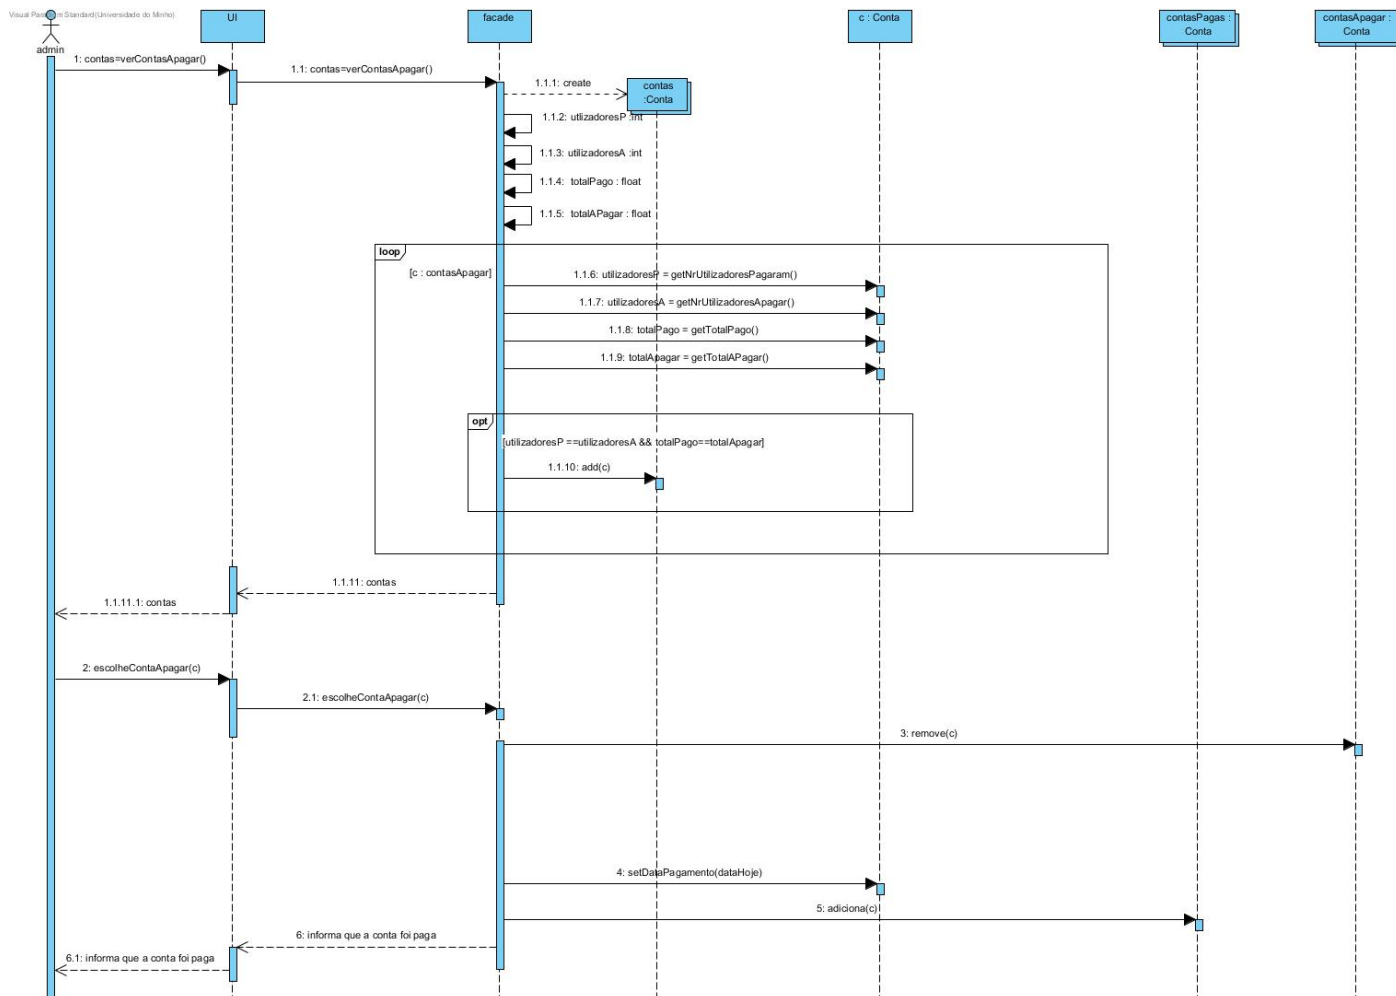 Visual Paradigm Standard(Universidade do Minho)
admin
UI
facade
c : Conta
contasPagas :
Conta
contasApagar :
Conta
1: contas=verContasApagar()
1.1: contas=verContasApagar()
1.1.1: create
contas
:Conta
1.1.2: utlizadoresP :int
1.1.3: utilizadoresA :int
1.1.4: totalPago : float
1.1.5: totalAPagar : float
loop
[c : contasApagar]
1.1.6: utilizadoresP = getNrUtilizadoresPagaram()
1.1.7: utilizadoresA = getNrUtilizadoresApagar()
1.1.8: totalPago = getTotalPago()
1.1.9: totalApagar = getTotalAPagar()
opt
[utilizadoresP ==utilizadoresA && totalPago==totalApagar]
1.1.10: add(c)
1.1.11: contas
1.1.11.1: contas
2: escolheContaApagar(c)
2.1: escolheContaApagar(c)
3: remove(c)
4: setDataPagamento(dataHoje)
5: adiciona(c)
6: informa que a conta foi paga
6.1: informa que a conta foi paga